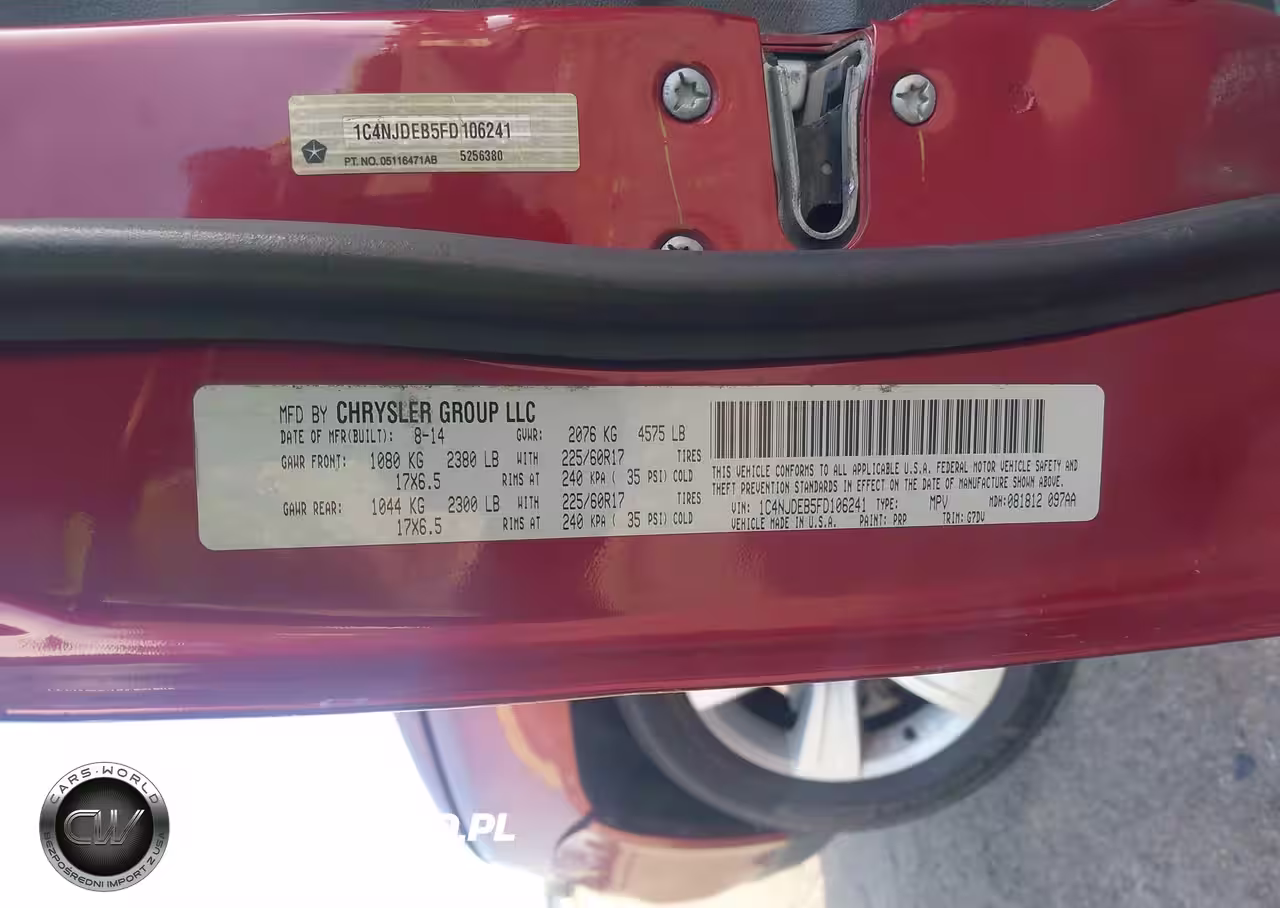 1C4NJDEB5FD106241
PT. NO. 05116471AB 5256380
MFD BY CHRYSLER GROUP LLC
DATE OF MFR(BUILT): 8-14 GVWR: 2076 KG 4575 LB
GAWR FRONT: 1080 KG 2380 LB WITH 225/60R17 TIRES
17X6.5 RIMS AT 240 KPA ( 35 PSI) COLD
GAWR REAR: 1044 KG 2300 LB WITH 225/60R17 TIRES
17X6.5 RIMS AT 240 KPA ( 35 PSI) COLD
THIS VEHICLE CONFORMS TO ALL APPLICABLE U.S.A. FEDERAL MOTOR VEHICLE SAFETY AND
THEFT PREVENTION STANDARDS IN EFFECT ON THE DATE OF MANUFACTURE SHOWN ABOVE.
VIN: 1C4NJDEB5FD106241 TYPE: MPV MDH:081812 097AA
VEHICLE MADE IN U.S.A. PAINT: PRP TRIM: G7DV
CARS-WORLD
CW
BEZPOŚREDNI IMPORT Z USA
.PL